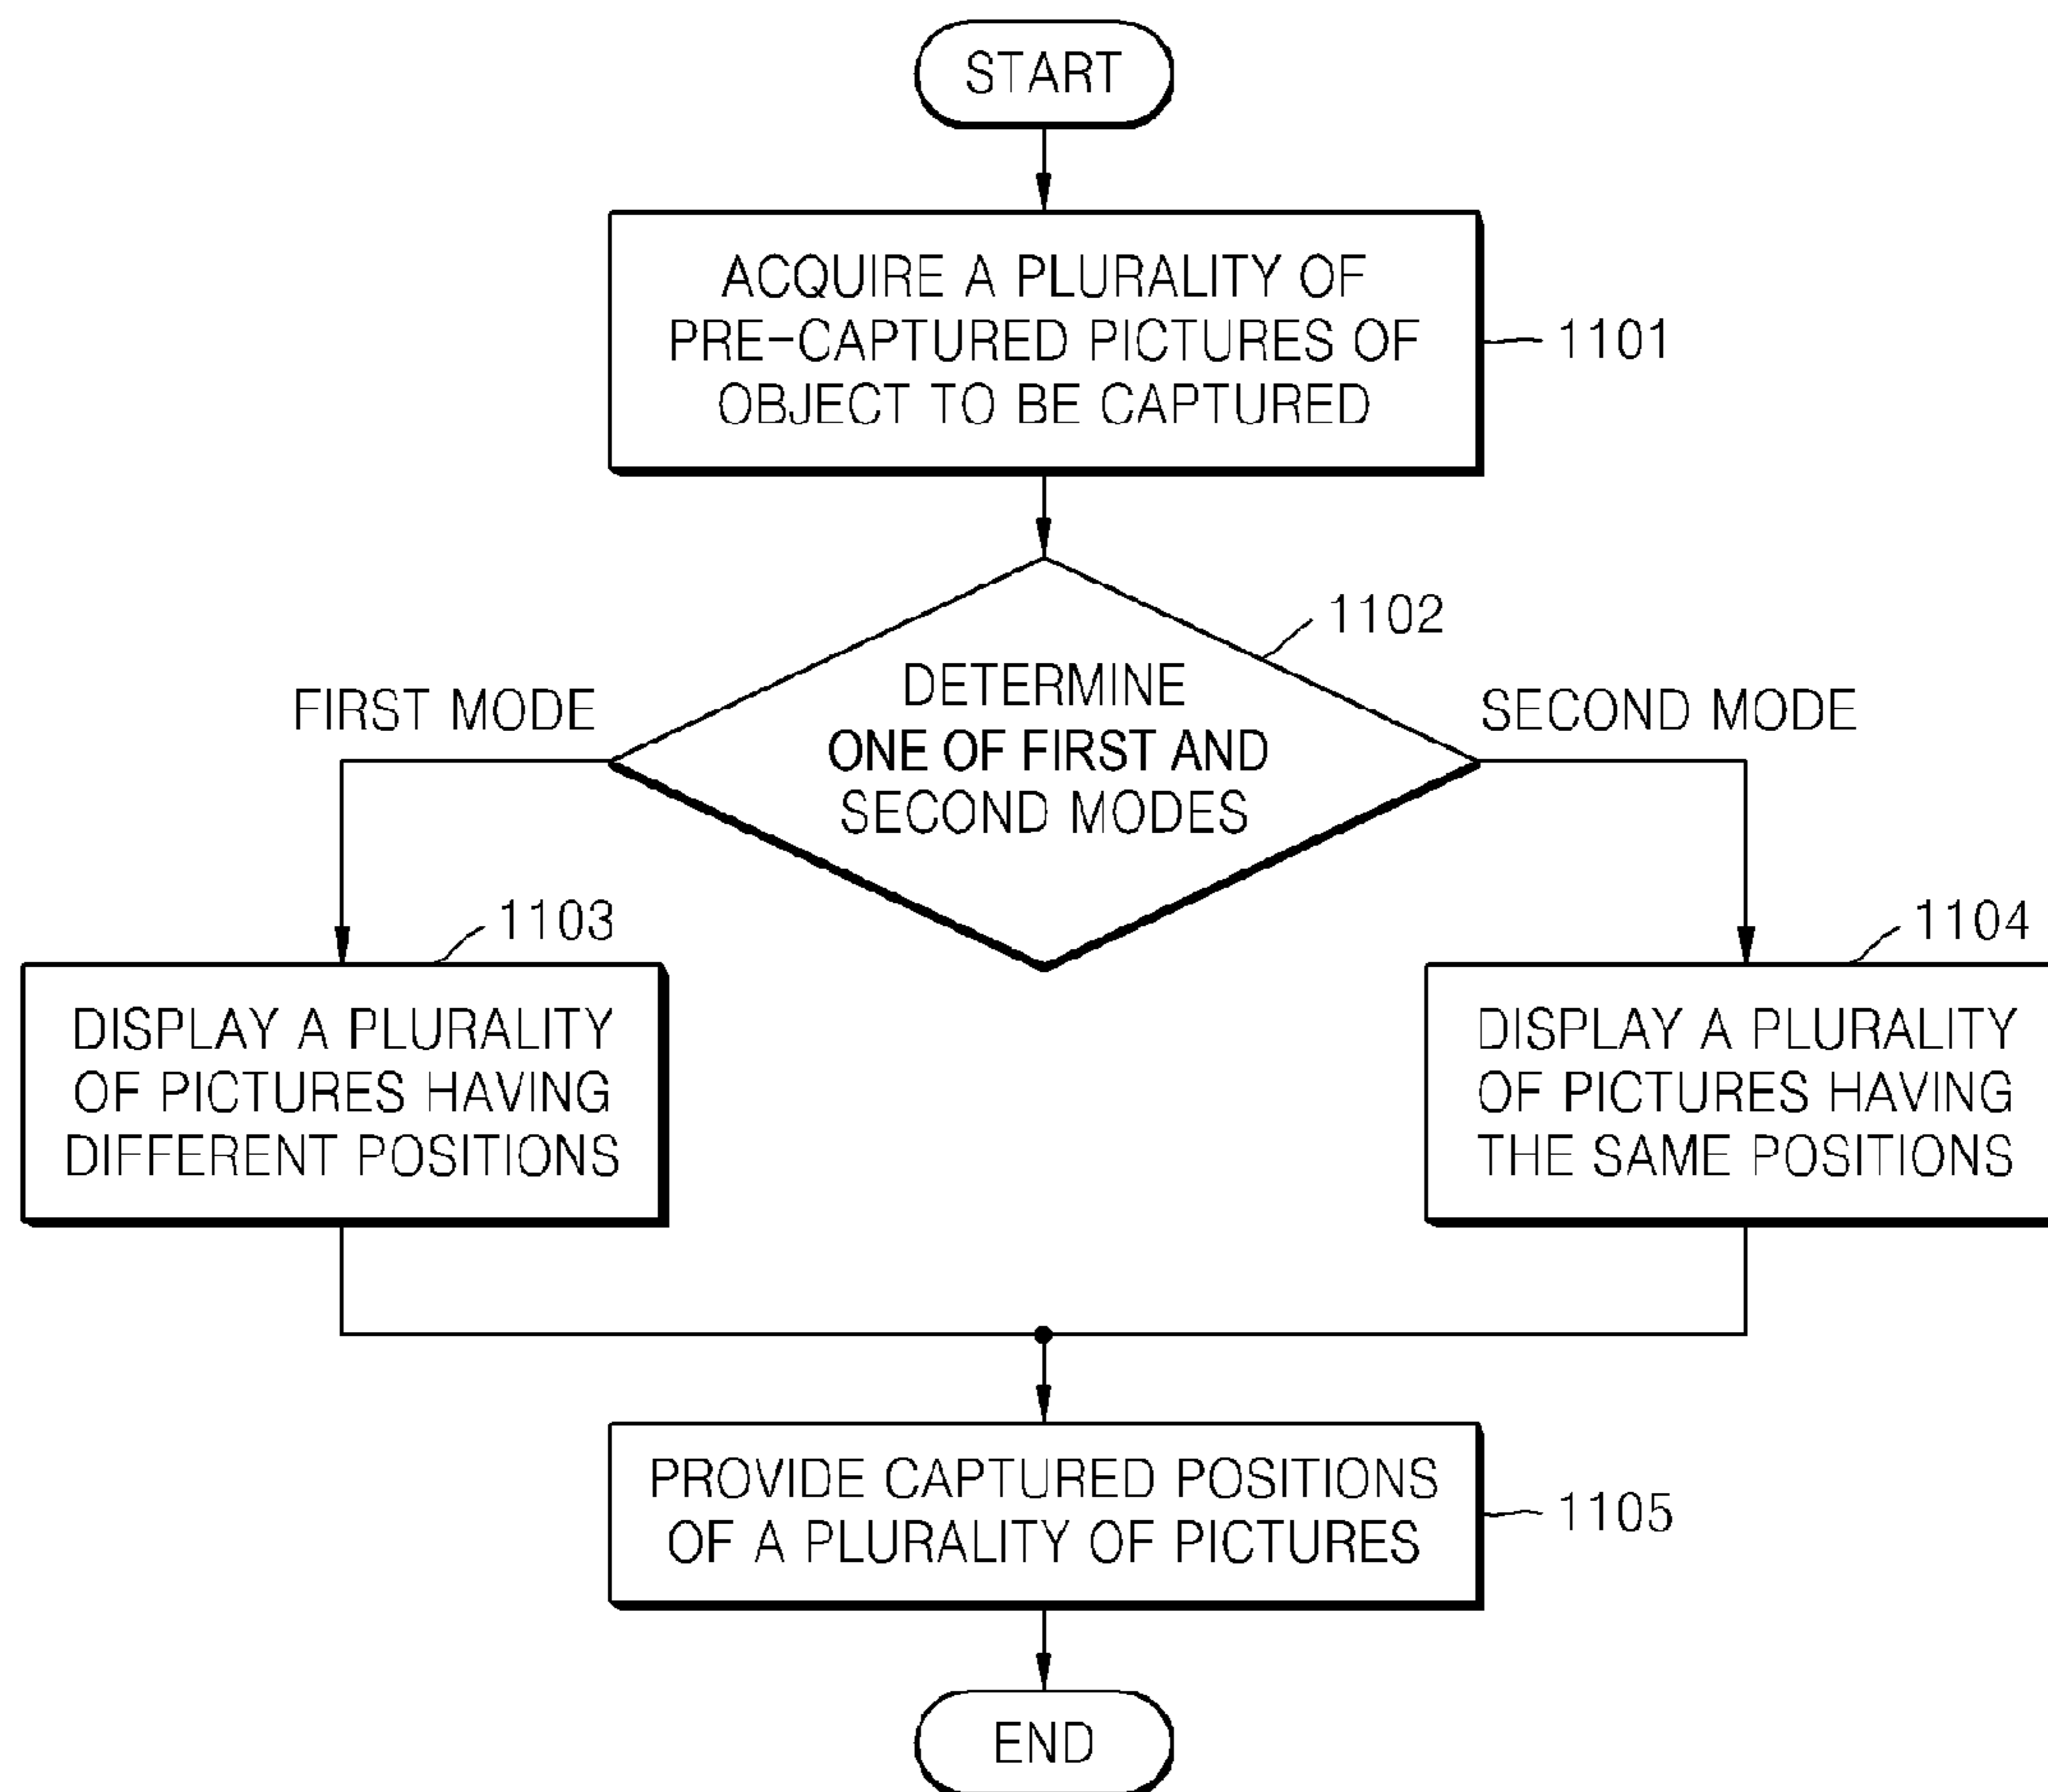 START
ACQUIRE A PLURALITY OF
PRE-CAPTURED PICTURES OF
OBJECT TO BE CAPTURED
1101
1102
DETERMINE
ONE OF FIRST AND
SECOND MODES
FIRST MODE
SECOND MODE
1103
DISPLAY A PLURALITY
OF PICTURES HAVING
DIFFERENT POSITIONS
1104
DISPLAY A PLURALITY
OF PICTURES HAVING
THE SAME POSITIONS
PROVIDE CAPTURED POSITIONS
OF A PLURALITY OF PICTURES
1105
END